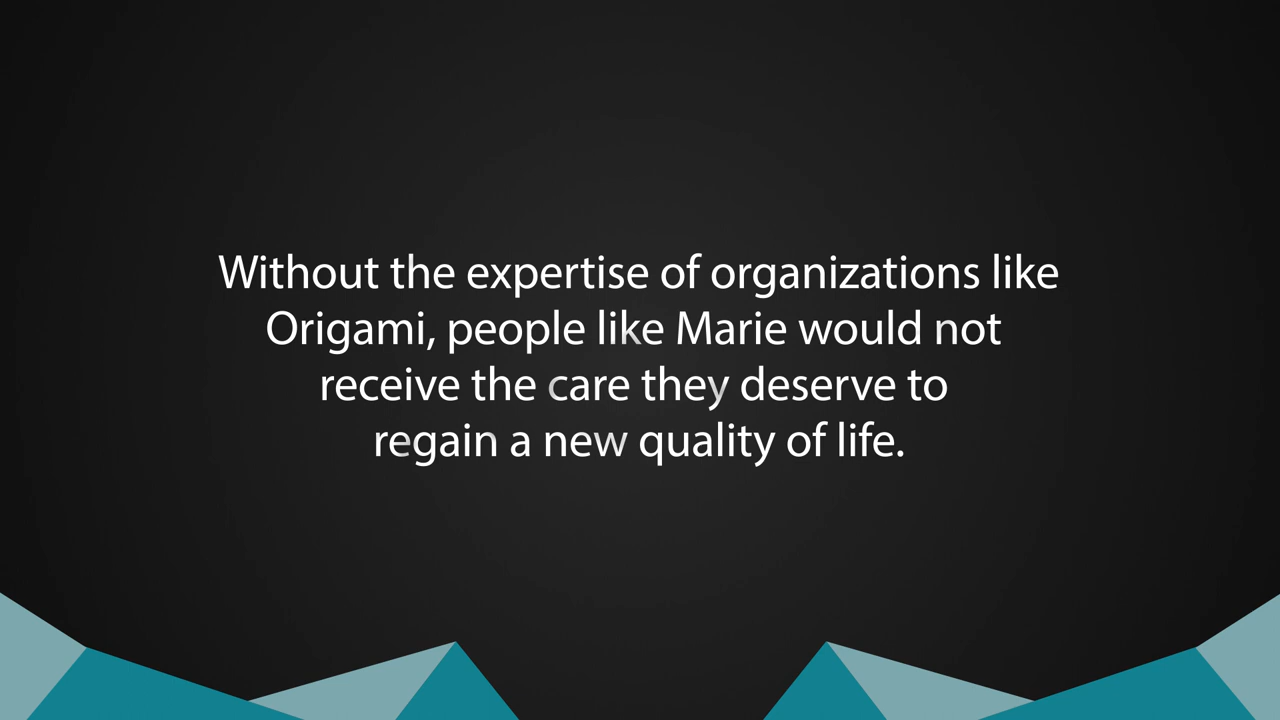 Without the expertise of organizations like
Origami, people like Marie would not
receive the care they deserve to
regain a new quality of life.